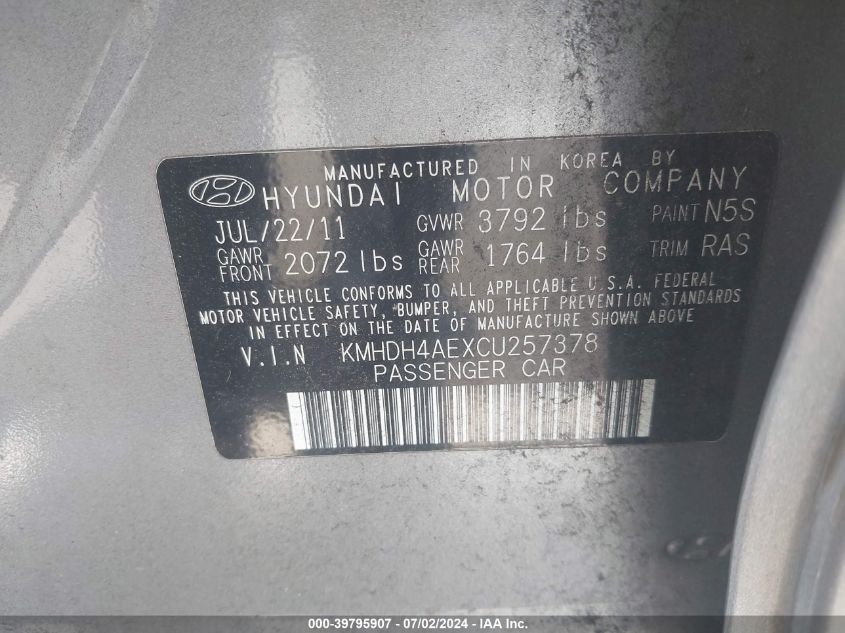 MANUFACTURED IN KOREA BY
HYUNDAI MOTOR COMPANY
JUL/22/11 GVWR 3792 lbs PAINT N5S
GAWR FRONT 2072 lbs GAWR REAR 1764 lbs TRIM RAS
THIS VEHICLE CONFORMS TO ALL APPLICABLE U.S.A. FEDERAL
MOTOR VEHICLE SAFETY, BUMPER, AND THEFT PREVENTION STANDARDS
IN EFFECT ON THE DATE OF MANUFACTURE SHOWN ABOVE
V.I.N KMHDH4AEXCU257378
PASSENGER CAR
000-39795907 / 07/02/2024 - IAA Inc.